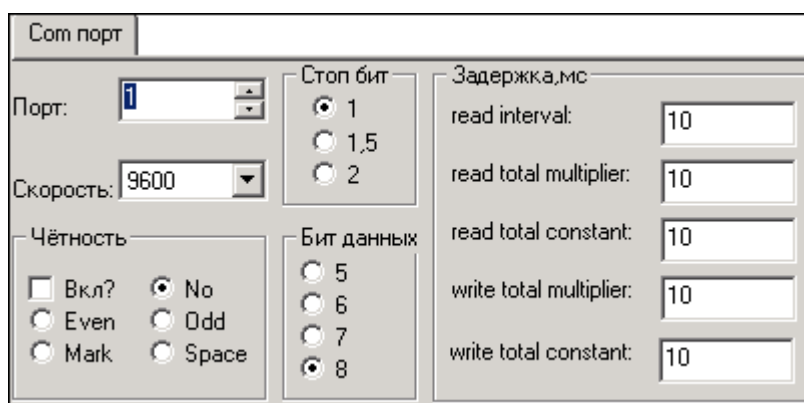 Com порт
Порт: 1
Скорость: 9600
Стоп бит
1
1,5
2
Чётность
Вкл? No
Even Odd
Mark Space
Бит данных
5
6
7
8
Задержка,мс
read interval: 10
read total multiplier: 10
read total constant: 10
write total multiplier: 10
write total constant: 10